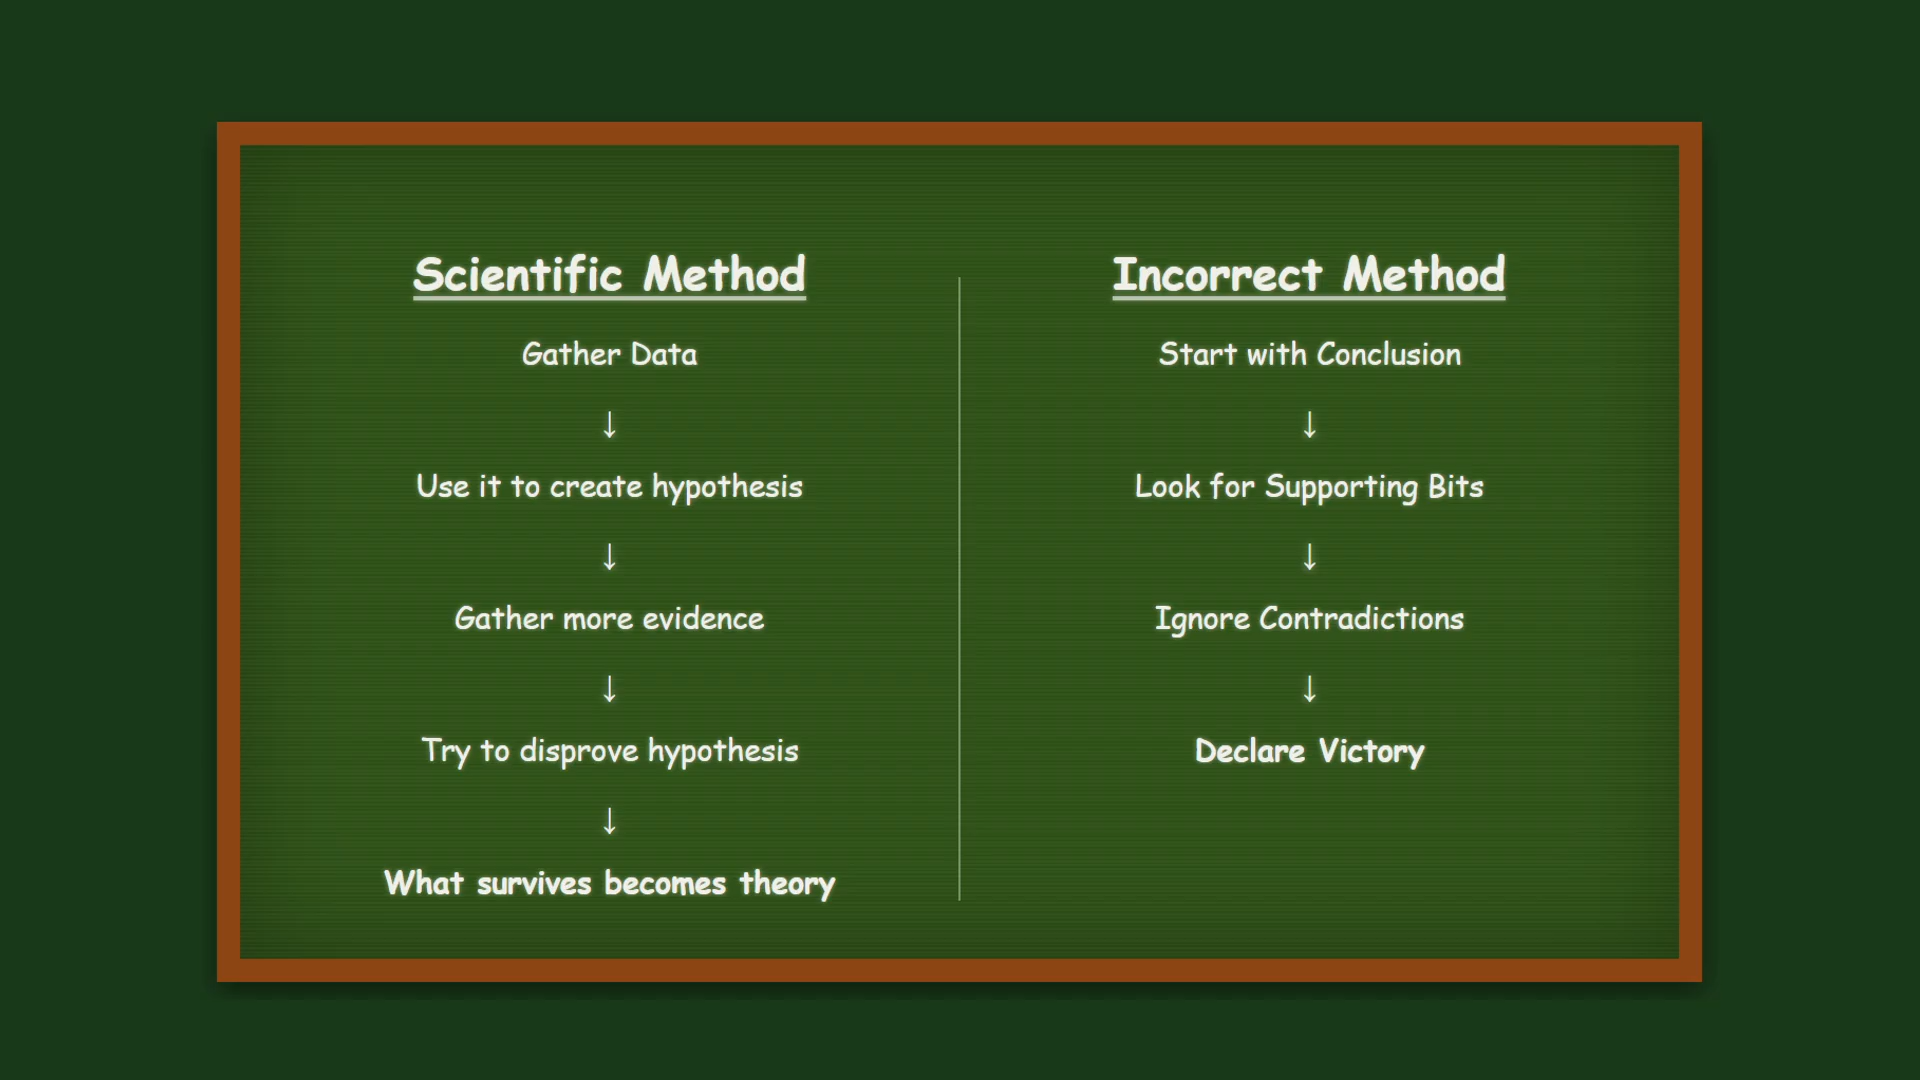 Scientific Method
Gather Data
↓
Use it to create hypothesis
↓
Gather more evidence
↓
Try to disprove hypothesis
↓
What survives becomes theory
Incorrect Method
Start with Conclusion
↓
Look for Supporting Bits
↓
Ignore Contradictions
↓
Declare Victory